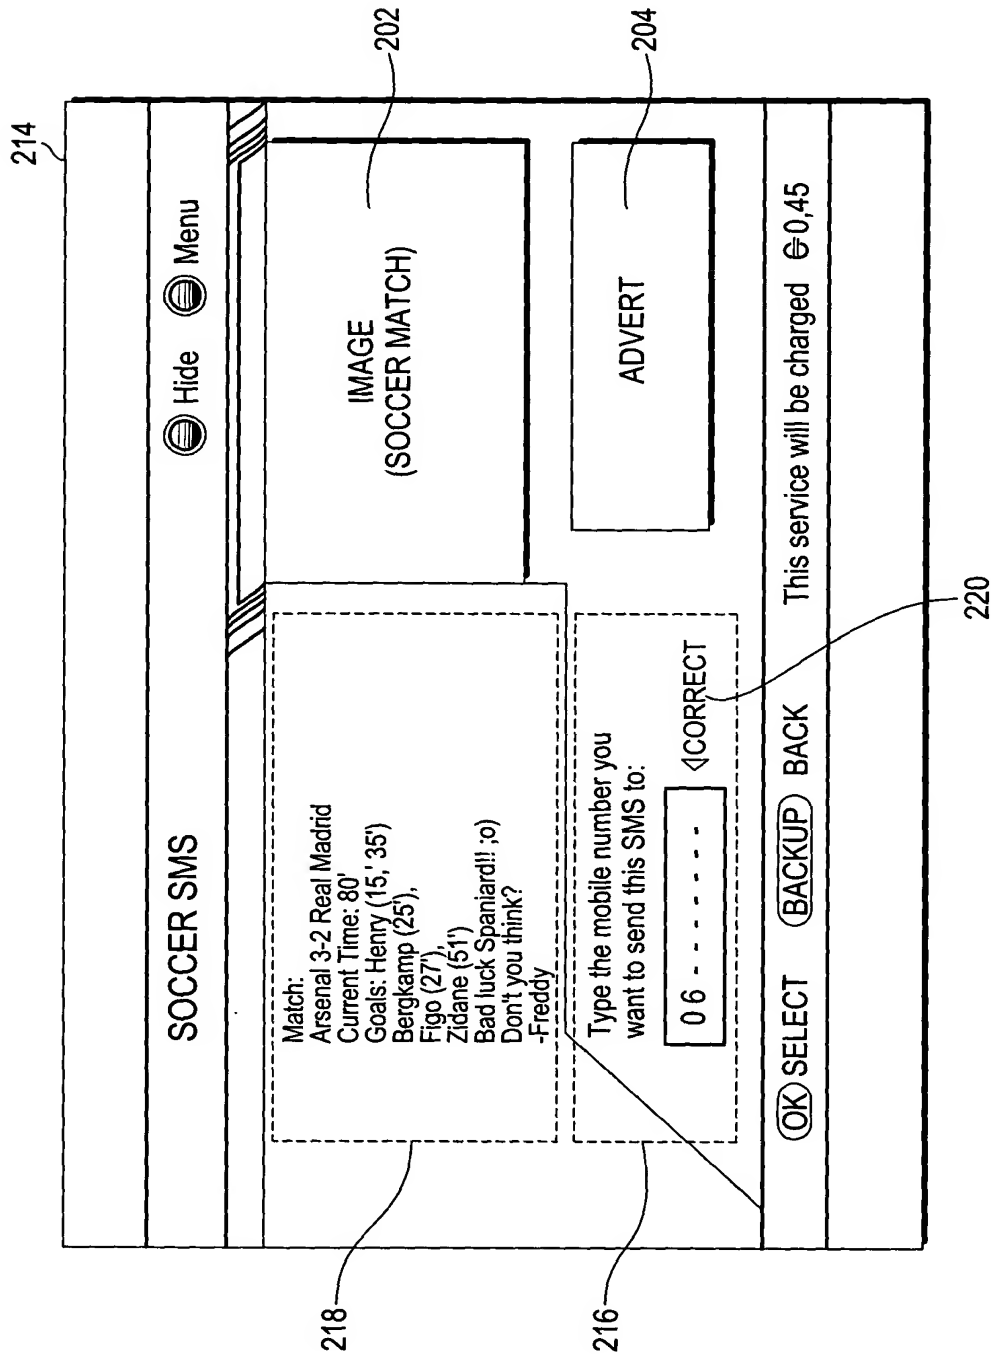 214
SOCCER SMS
Hide
Menu
Match:
Arsenal 3-2 Real Madrid
Current Time: 80'
Goals: Henry (15,' 35')
Bergkamp (25'),
Figo (27'),
Zidane (51')
Bad luck Spaniard!! ;o)
Don't you think?
-Freddy
218
IMAGE
(SOCCER MATCH)
202
Type the mobile number you
want to send this SMS to:
06--------
CORRECT
216
220
ADVERT
204
OK SELECT
BACKUP BACK
This service will be charged €0,45